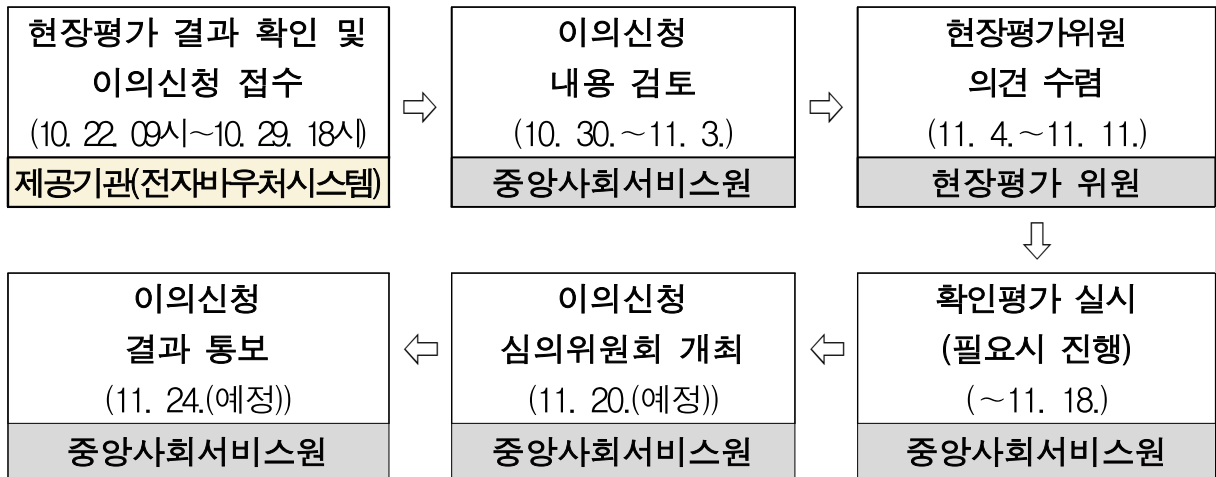 현장평가 결과 확인 및
이의신청 접수
(10. 22. 09시~10. 29. 18시)
제공기관(전자바우처시스템)
⇨
이의신청
내용 검토
(10. 30.~11. 3.)
중앙사회서비스원
⇨
현장평가위원
의견 수렴
(11. 4.~11. 11.)
현장평가 위원
⇩
확인평가 실시
(필요시 진행)
(~11. 18.)
중앙사회서비스원
⇦
이의신청
심의위원회 개최
(11. 20.(예정))
중앙사회서비스원
⇦
이의신청
결과 통보
(11. 24.(예정))
중앙사회서비스원